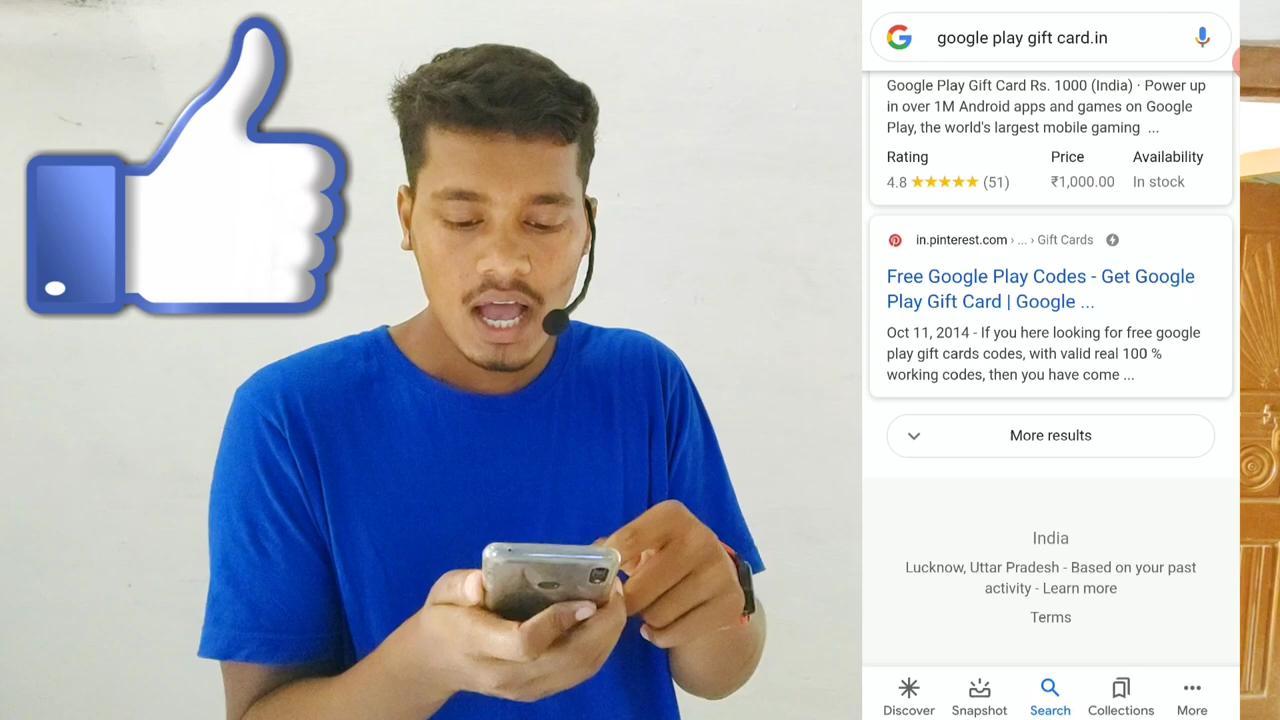 google play gift card.in
Google Play Gift Card Rs. 1000 (India) · Power up
in over 1M Android apps and games on Google
Play, the world's largest mobile gaming ...
Rating Price Availability
4.8 ★★★★★ (51) ₹1,000.00 In stock
in.pinterest.com › ... › Gift Cards
Free Google Play Codes - Get Google
Play Gift Card | Google ...
Oct 11, 2014 - If you here looking for free google
play gift cards codes, with valid real 100 %
working codes, then you have come ...
More results
India
Lucknow, Uttar Pradesh - Based on your past
activity - Learn more
Terms
Discover Snapshot Search Collections More